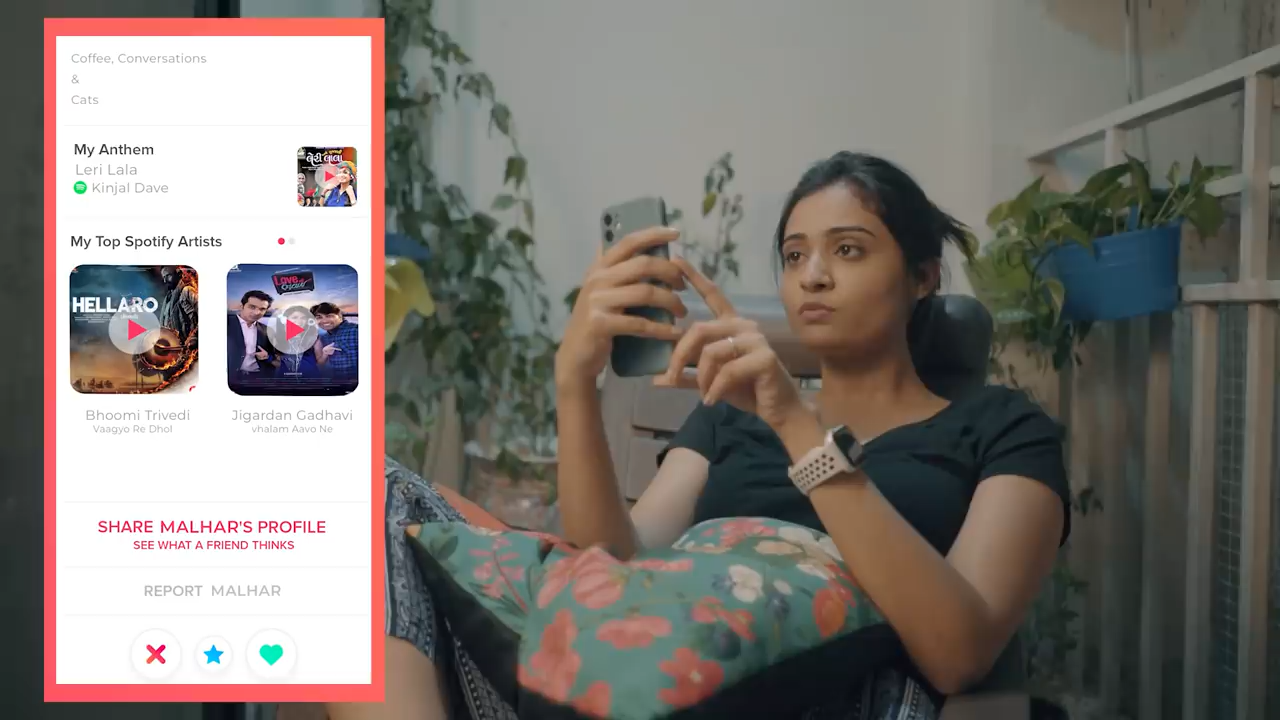 Coffee, Conversations
&
Cats
My Anthem
Leri Lala
Kinjal Dave
લેરી લાલા
My Top Spotify Artists
HELLARO
Love
Bhoomi Trivedi
Vaagyo Re Dhol
Jigardan Gadhavi
vhalam Aavo Ne
SHARE MALHAR'S PROFILE
SEE WHAT A FRIEND THINKS
REPORT MALHAR